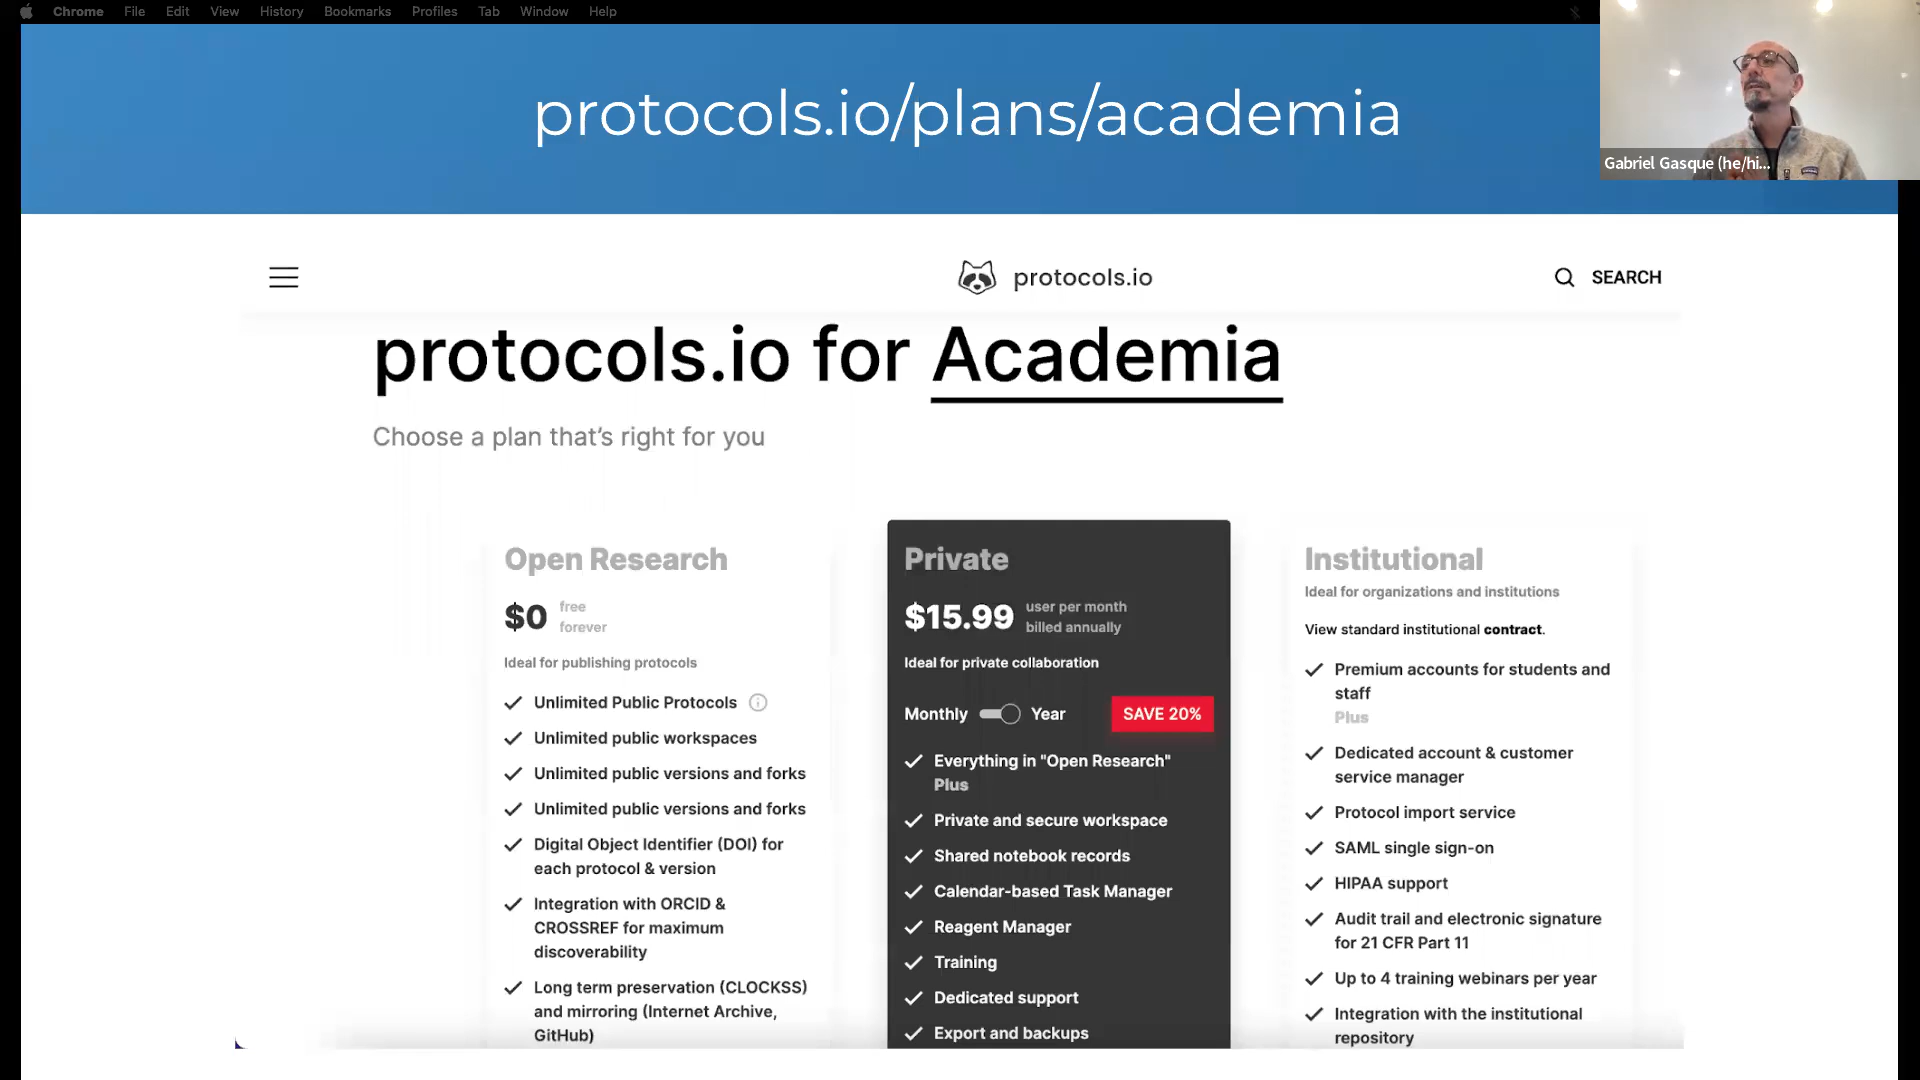 Chrome File Edit View History Bookmarks Profiles Tab Window Help
protocols.io/plans/academia
Gabriel Gasque (he/hi...
protocols.io
SEARCH
protocols.io for Academia
Choose a plan that's right for you
Open Research
$0 free forever
Ideal for publishing protocols
Unlimited Public Protocols
Unlimited public workspaces
Unlimited public versions and forks
Unlimited public versions and forks
Digital Object Identifier (DOI) for
each protocol & version
Integration with ORCID &
CROSSREF for maximum
discoverability
Long term preservation (CLOCKSS)
and mirroring (Internet Archive,
GitHub)
Private
$15.99 user per month billed annually
Ideal for private collaboration
Monthly Year SAVE 20%
Everything in "Open Research"
Plus
Private and secure workspace
Shared notebook records
Calendar-based Task Manager
Reagent Manager
Training
Dedicated support
Export and backups
Institutional
Ideal for organizations and institutions
View standard institutional contract.
Premium accounts for students and
staff
Plus
Dedicated account & customer
service manager
Protocol import service
SAML single sign-on
HIPAA support
Audit trail and electronic signature
for 21 CFR Part 11
Up to 4 training webinars per year
Integration with the institutional
repository